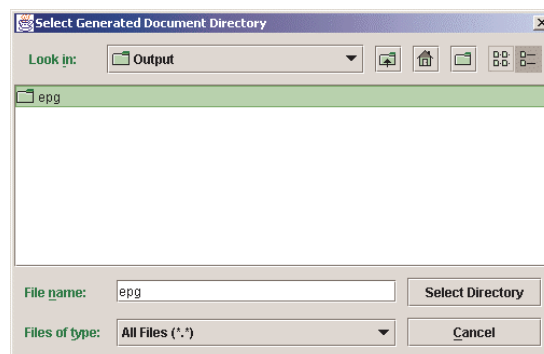 Select Generated Document Directory
Look in: Output
epg
File name: epg Select Directory
Files of type: All Files (*.*) Cancel